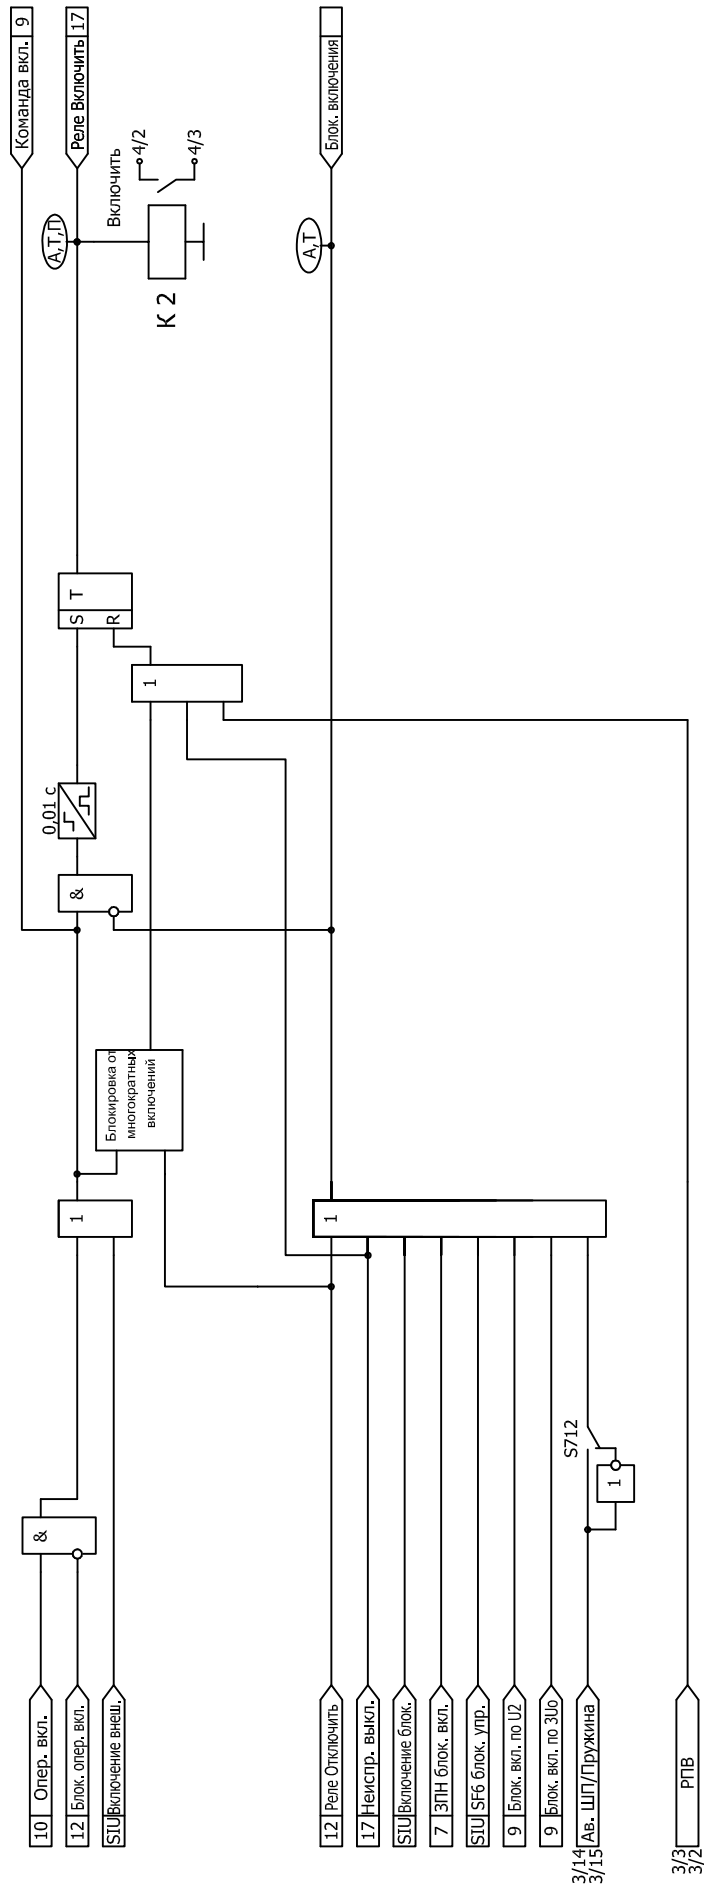 Команда вкл. 9
Реле Включить 17
Блок. включения
А,Т,П
Включить
4/2
4/3
К 2
А,Т
S T
R
1
0,01 с
&
Блокировка от
многократных
включений
1
1
&
S712
1
10 Опер. вкл.
12 Блок. опер. вкл.
SIU Включение внеш.
12 Реле Отключить
17 Неиспр. выкл.
SIU Включение блок.
7 ЗПН блок. вкл.
SIU SF6 блок. упр.
9 Блок. вкл. по U2
9 Блок. вкл. по 3Uo
3/14
3/15
Ав. ШП/Пружина
3/3
3/2
РПВ